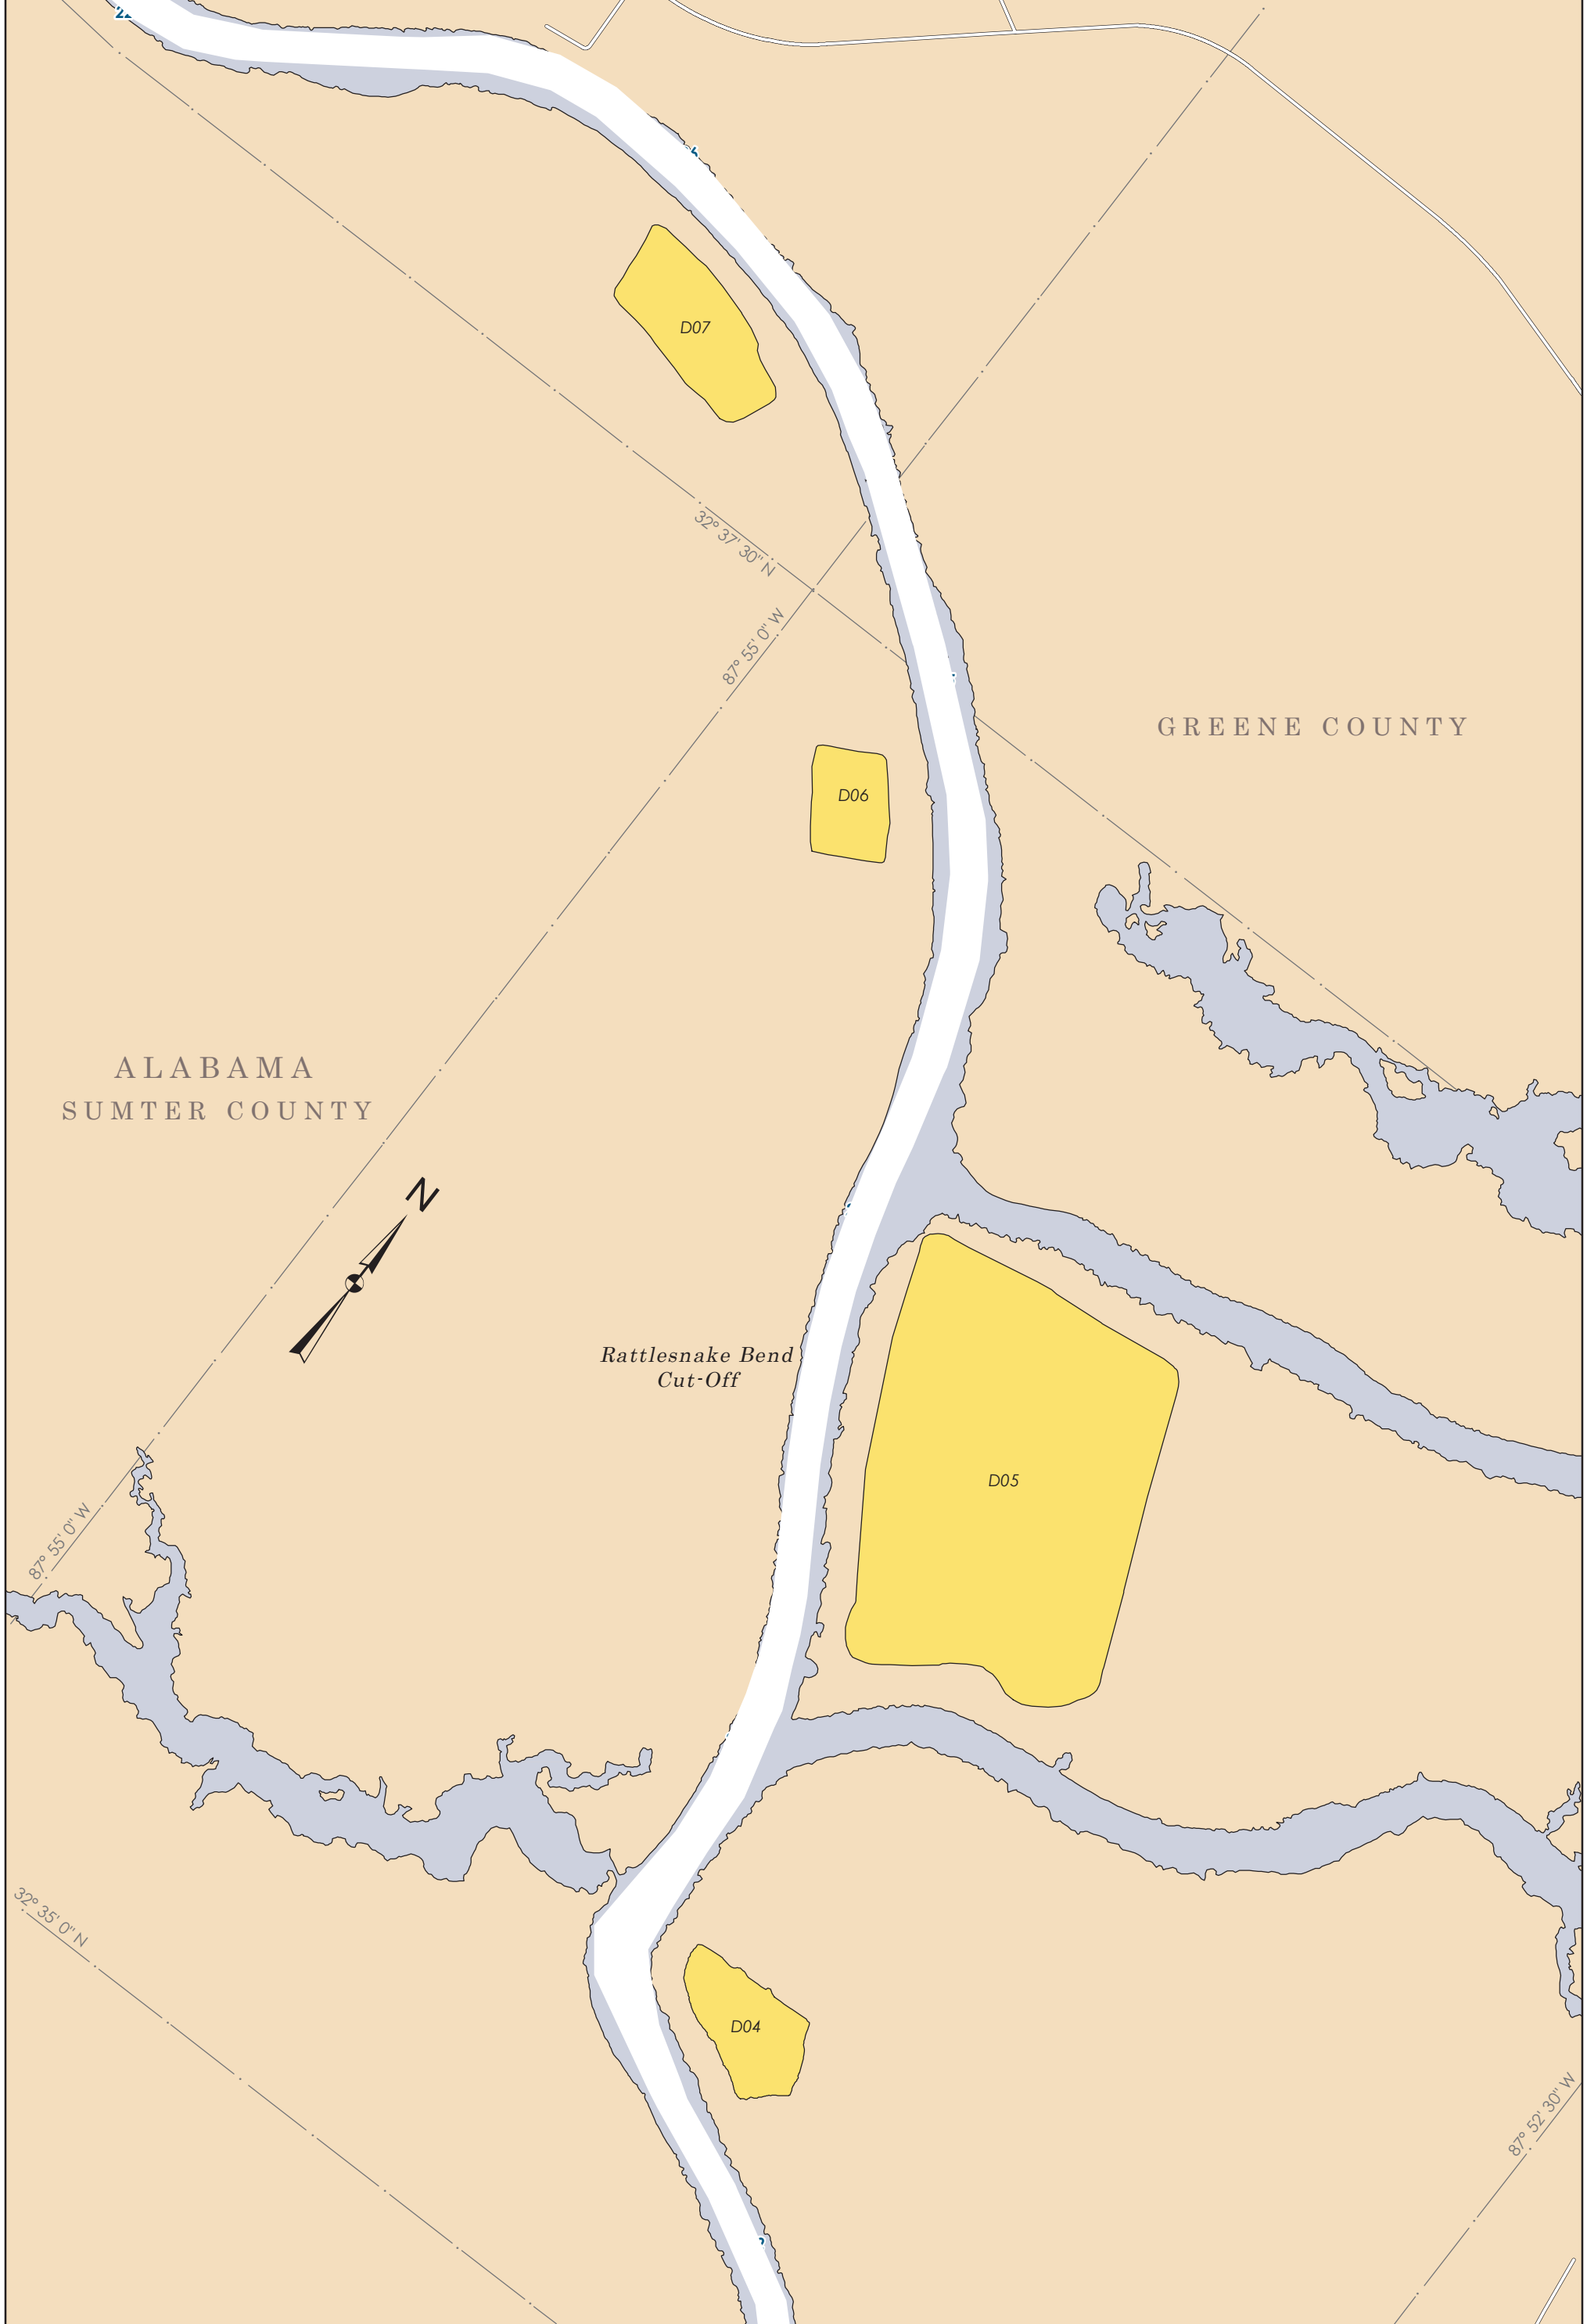 22
D07
32° 37' 30" N
87° 55' 0" W
GREENE COUNTY
D06
ALABAMA
SUMTER COUNTY
N
Rattlesnake Bend
Cut-Off
D05
87° 55' 0" W
32° 35' 0" N
D04
87° 52' 30" W